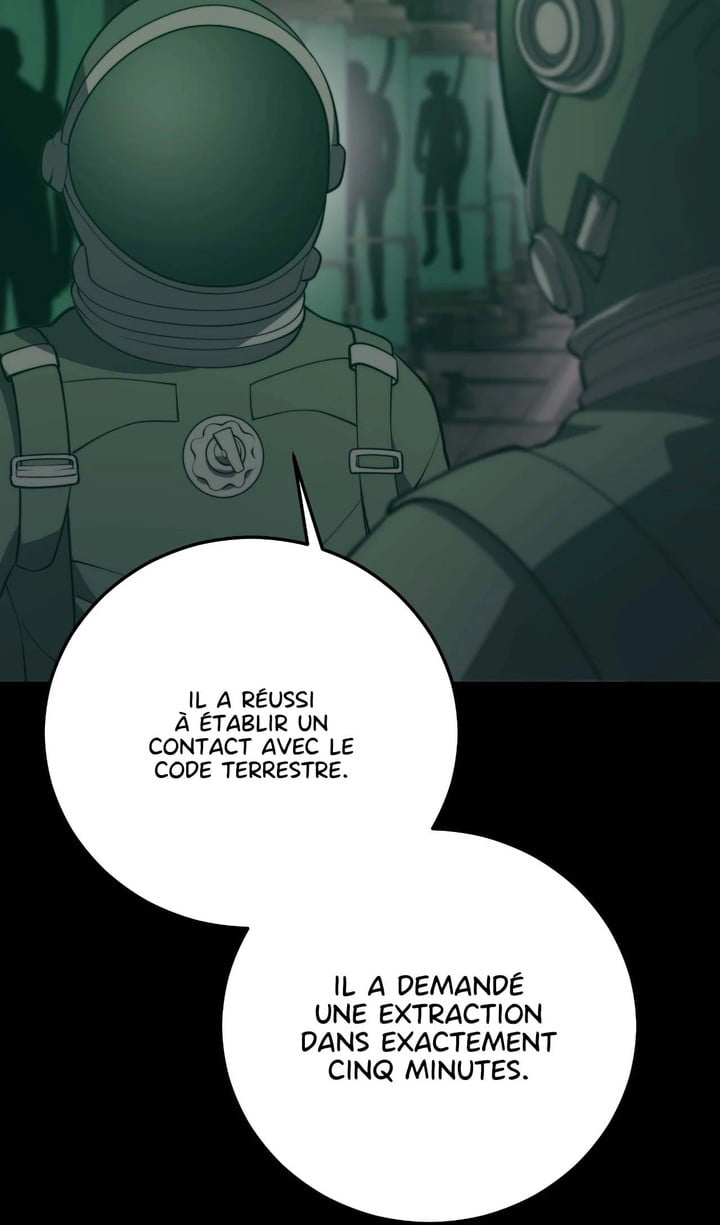 IL A RÉUSSI
À ÉTABLIR UN
CONTACT AVEC LE
CODE TERRESTRE.
IL A DEMANDÉ
UNE EXTRACTION
DANS EXACTEMENT
CINQ MINUTES.